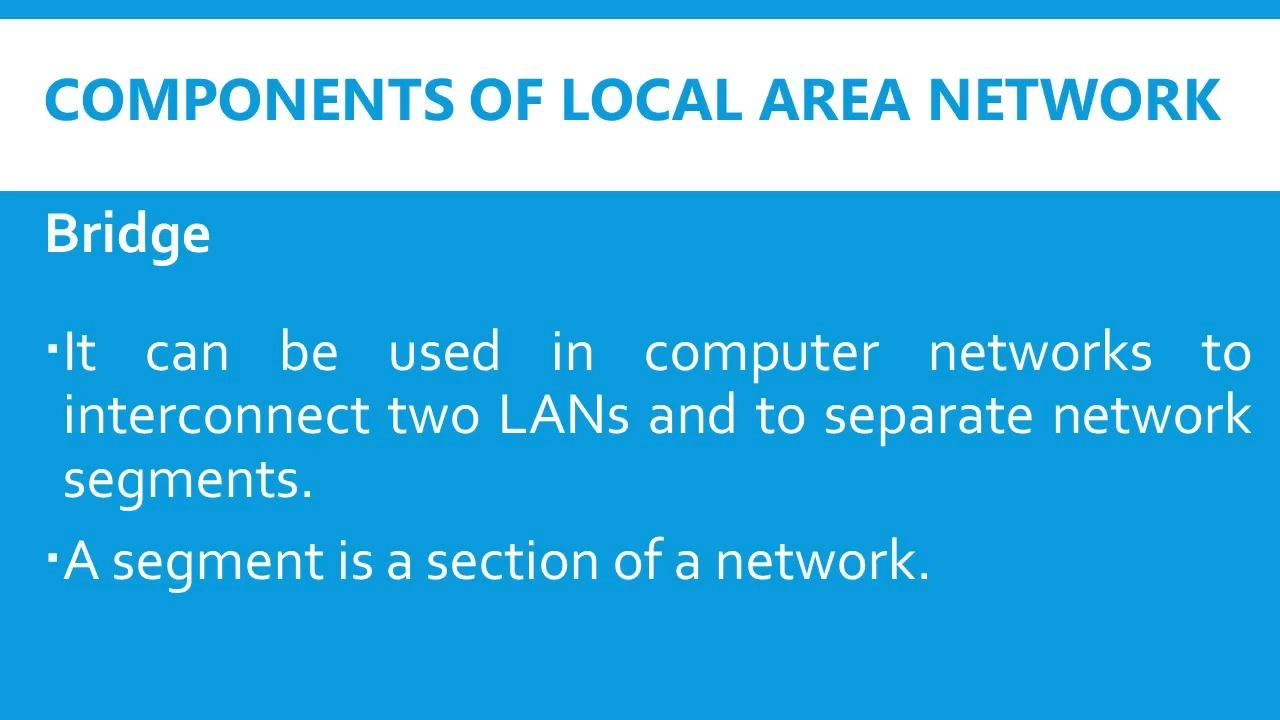 COMPONENTS OF LOCAL AREA NETWORK
Bridge
▪It can be used in computer networks to
interconnect two LANs and to separate network
segments.
▪A segment is a section of a network.